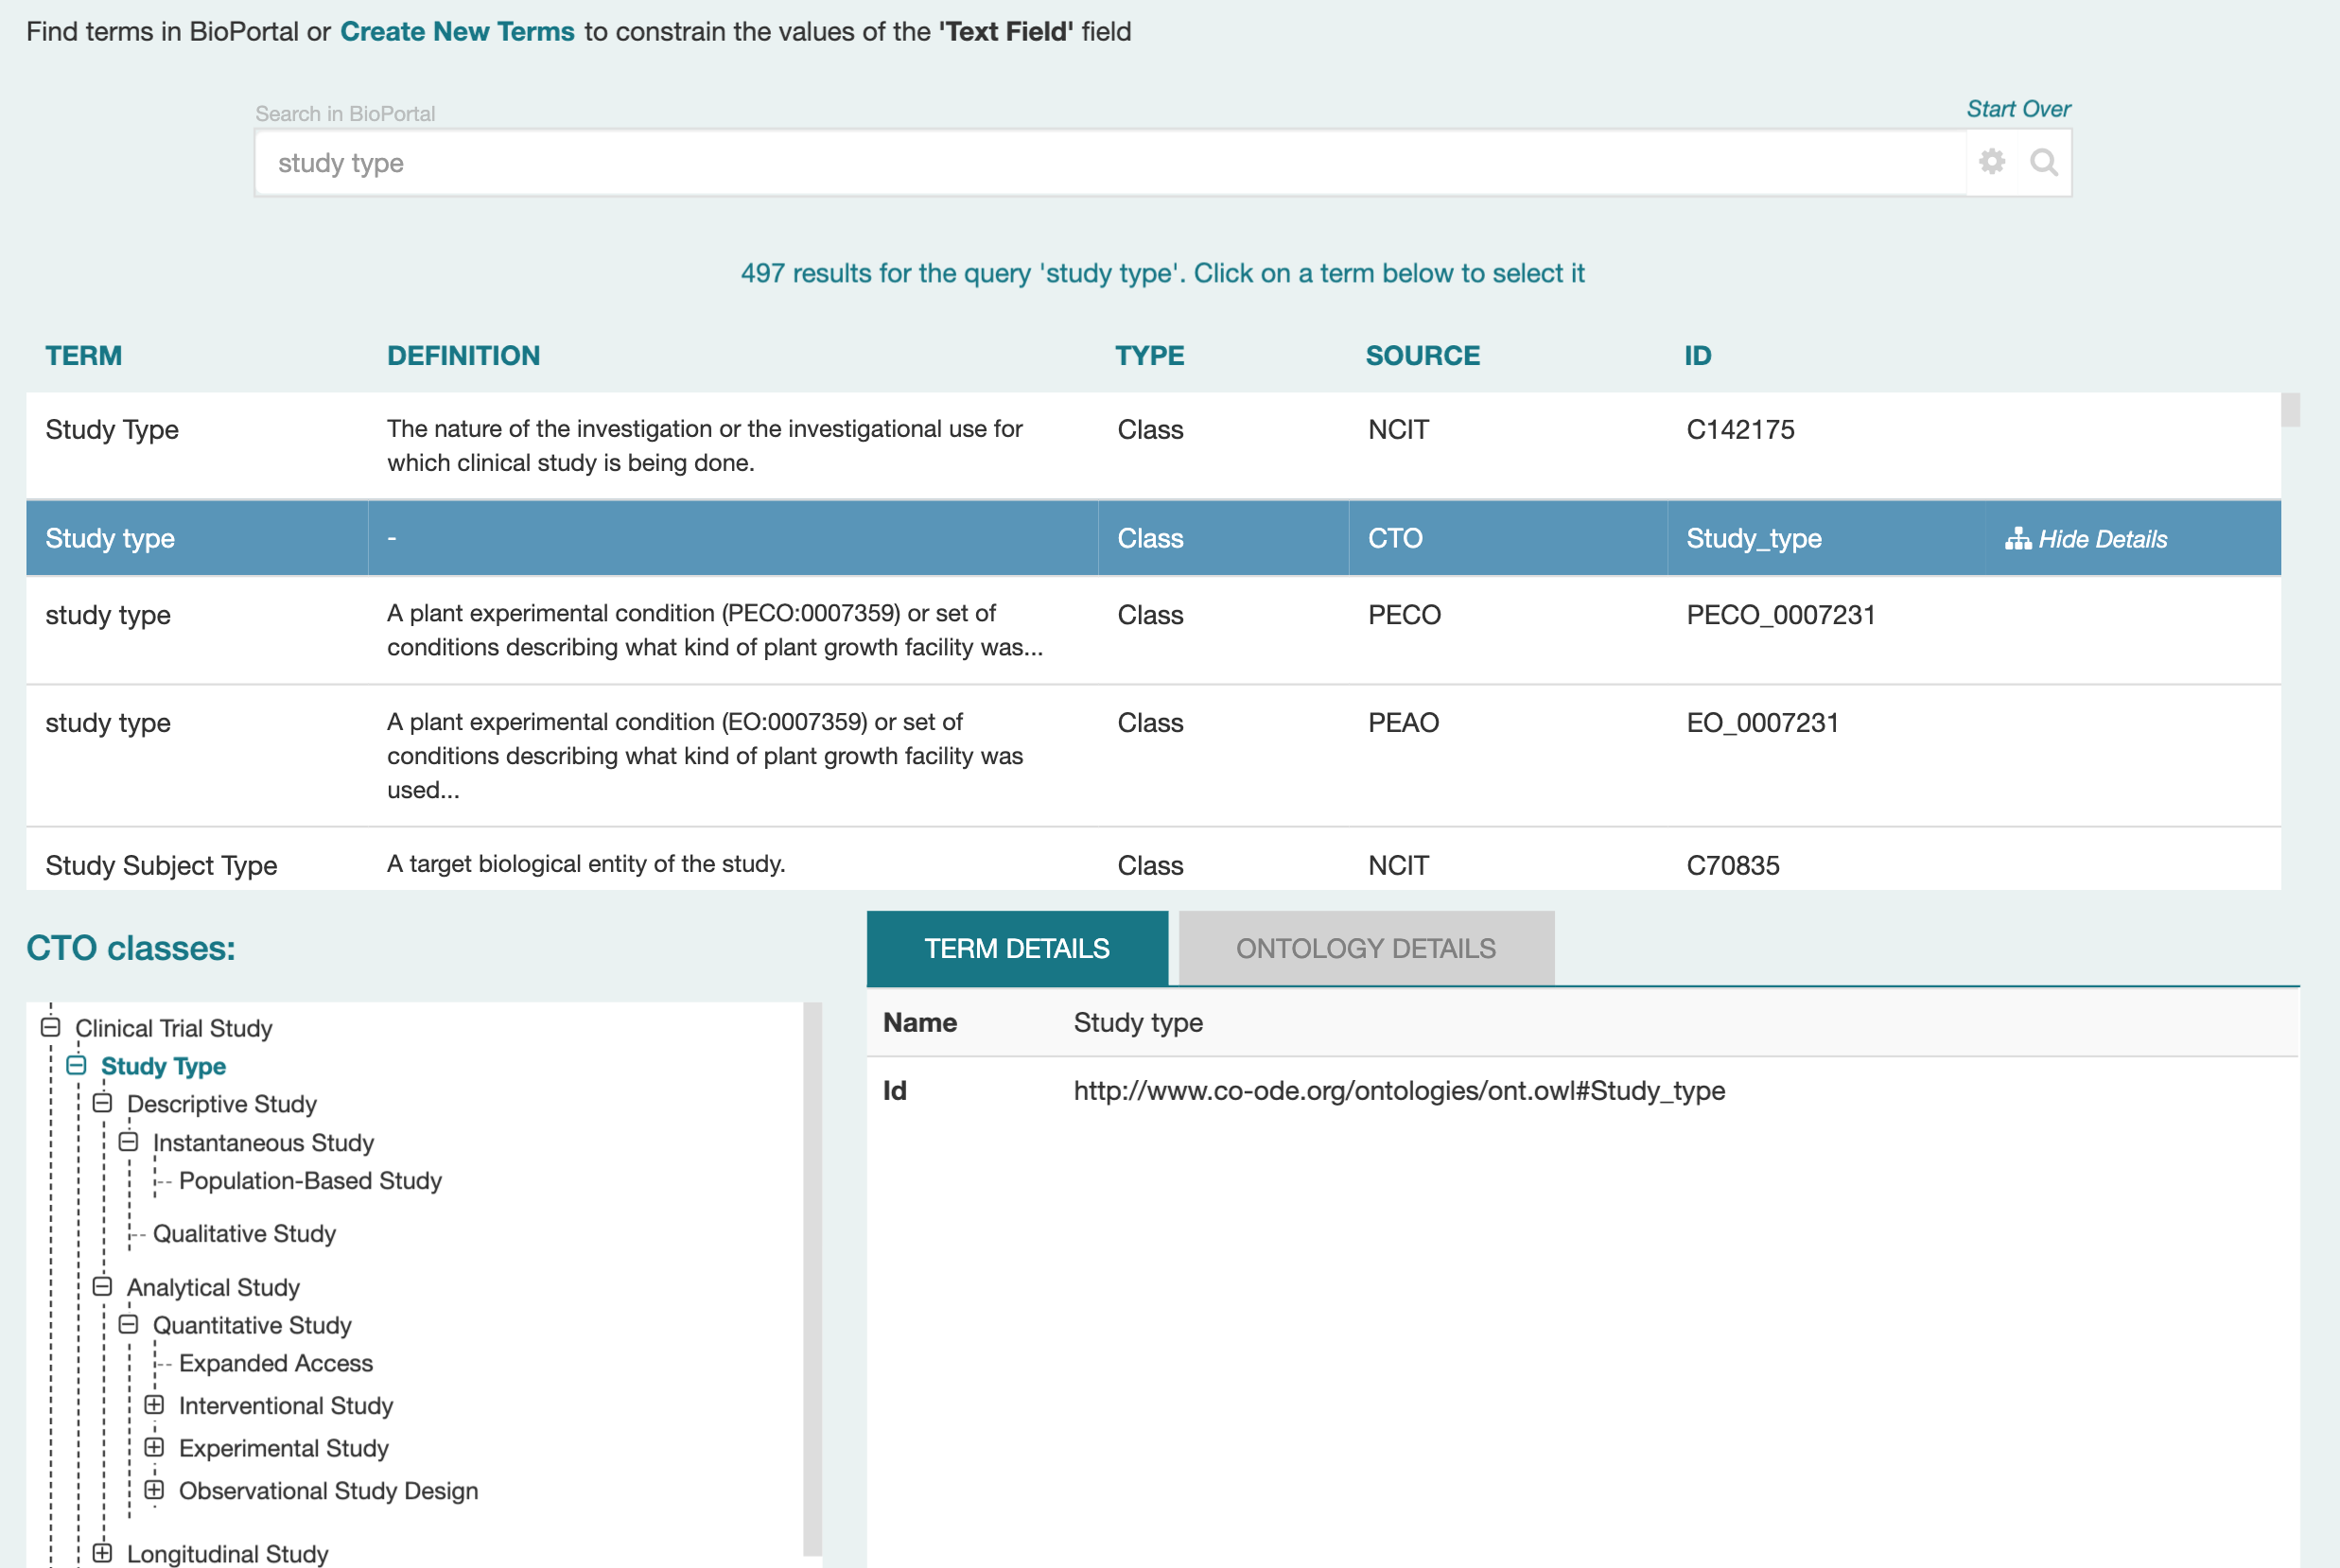 Find terms in BioPortal or Create New Terms to constrain the values of the 'Text Field' field
Search in BioPortal
Start Over
study type
497 results for the query 'study type'. Click on a term below to select it
TERM DEFINITION TYPE SOURCE ID
Study Type The nature of the investigation or the investigational use for Class NCIT C142175
which clinical study is being done.
Study type - Class CTO Study_type Hide Details
study type A plant experimental condition (PECO:0007359) or set of Class PECO PECO_0007231
conditions describing what kind of plant growth facility was...
study type A plant experimental condition (EO:0007359) or set of Class PEAO EO_0007231
conditions describing what kind of plant growth facility was
used...
Study Subject Type A target biological entity of the study. Class NCIT C70835
CTO classes:
Clinical Trial Study
Study Type
Descriptive Study
Instantaneous Study
Population-Based Study
Qualitative Study
Analytical Study
Quantitative Study
Expanded Access
Interventional Study
Experimental Study
Observational Study Design
Longitudinal Study
TERM DETAILS ONTOLOGY DETAILS
Name Study type
Id http://www.co-ode.org/ontologies/ont.owl#Study_type